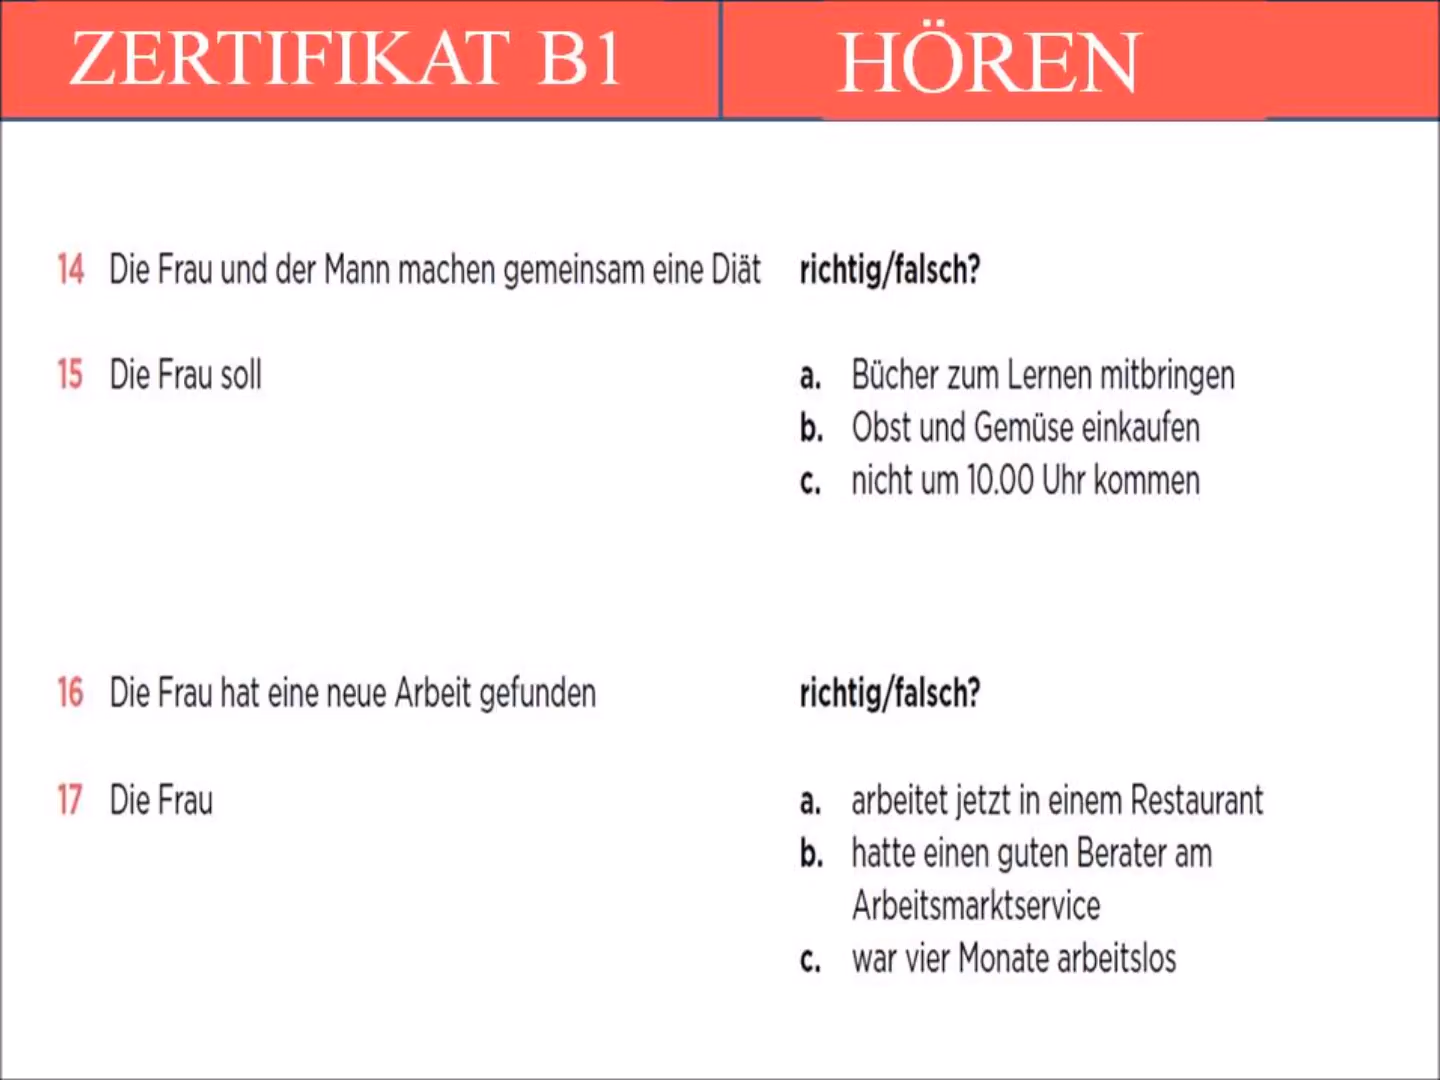 ZERTIFIKAT B1
HÖREN
14 Die Frau und der Mann machen gemeinsam eine Diät richtig/falsch?
15 Die Frau soll a. Bücher zum Lernen mitbringen
b. Obst und Gemüse einkaufen
c. nicht um 10.00 Uhr kommen
16 Die Frau hat eine neue Arbeit gefunden richtig/falsch?
17 Die Frau a. arbeitet jetzt in einem Restaurant
b. hatte einen guten Berater am
Arbeitsmarktservice
c. war vier Monate arbeitslos